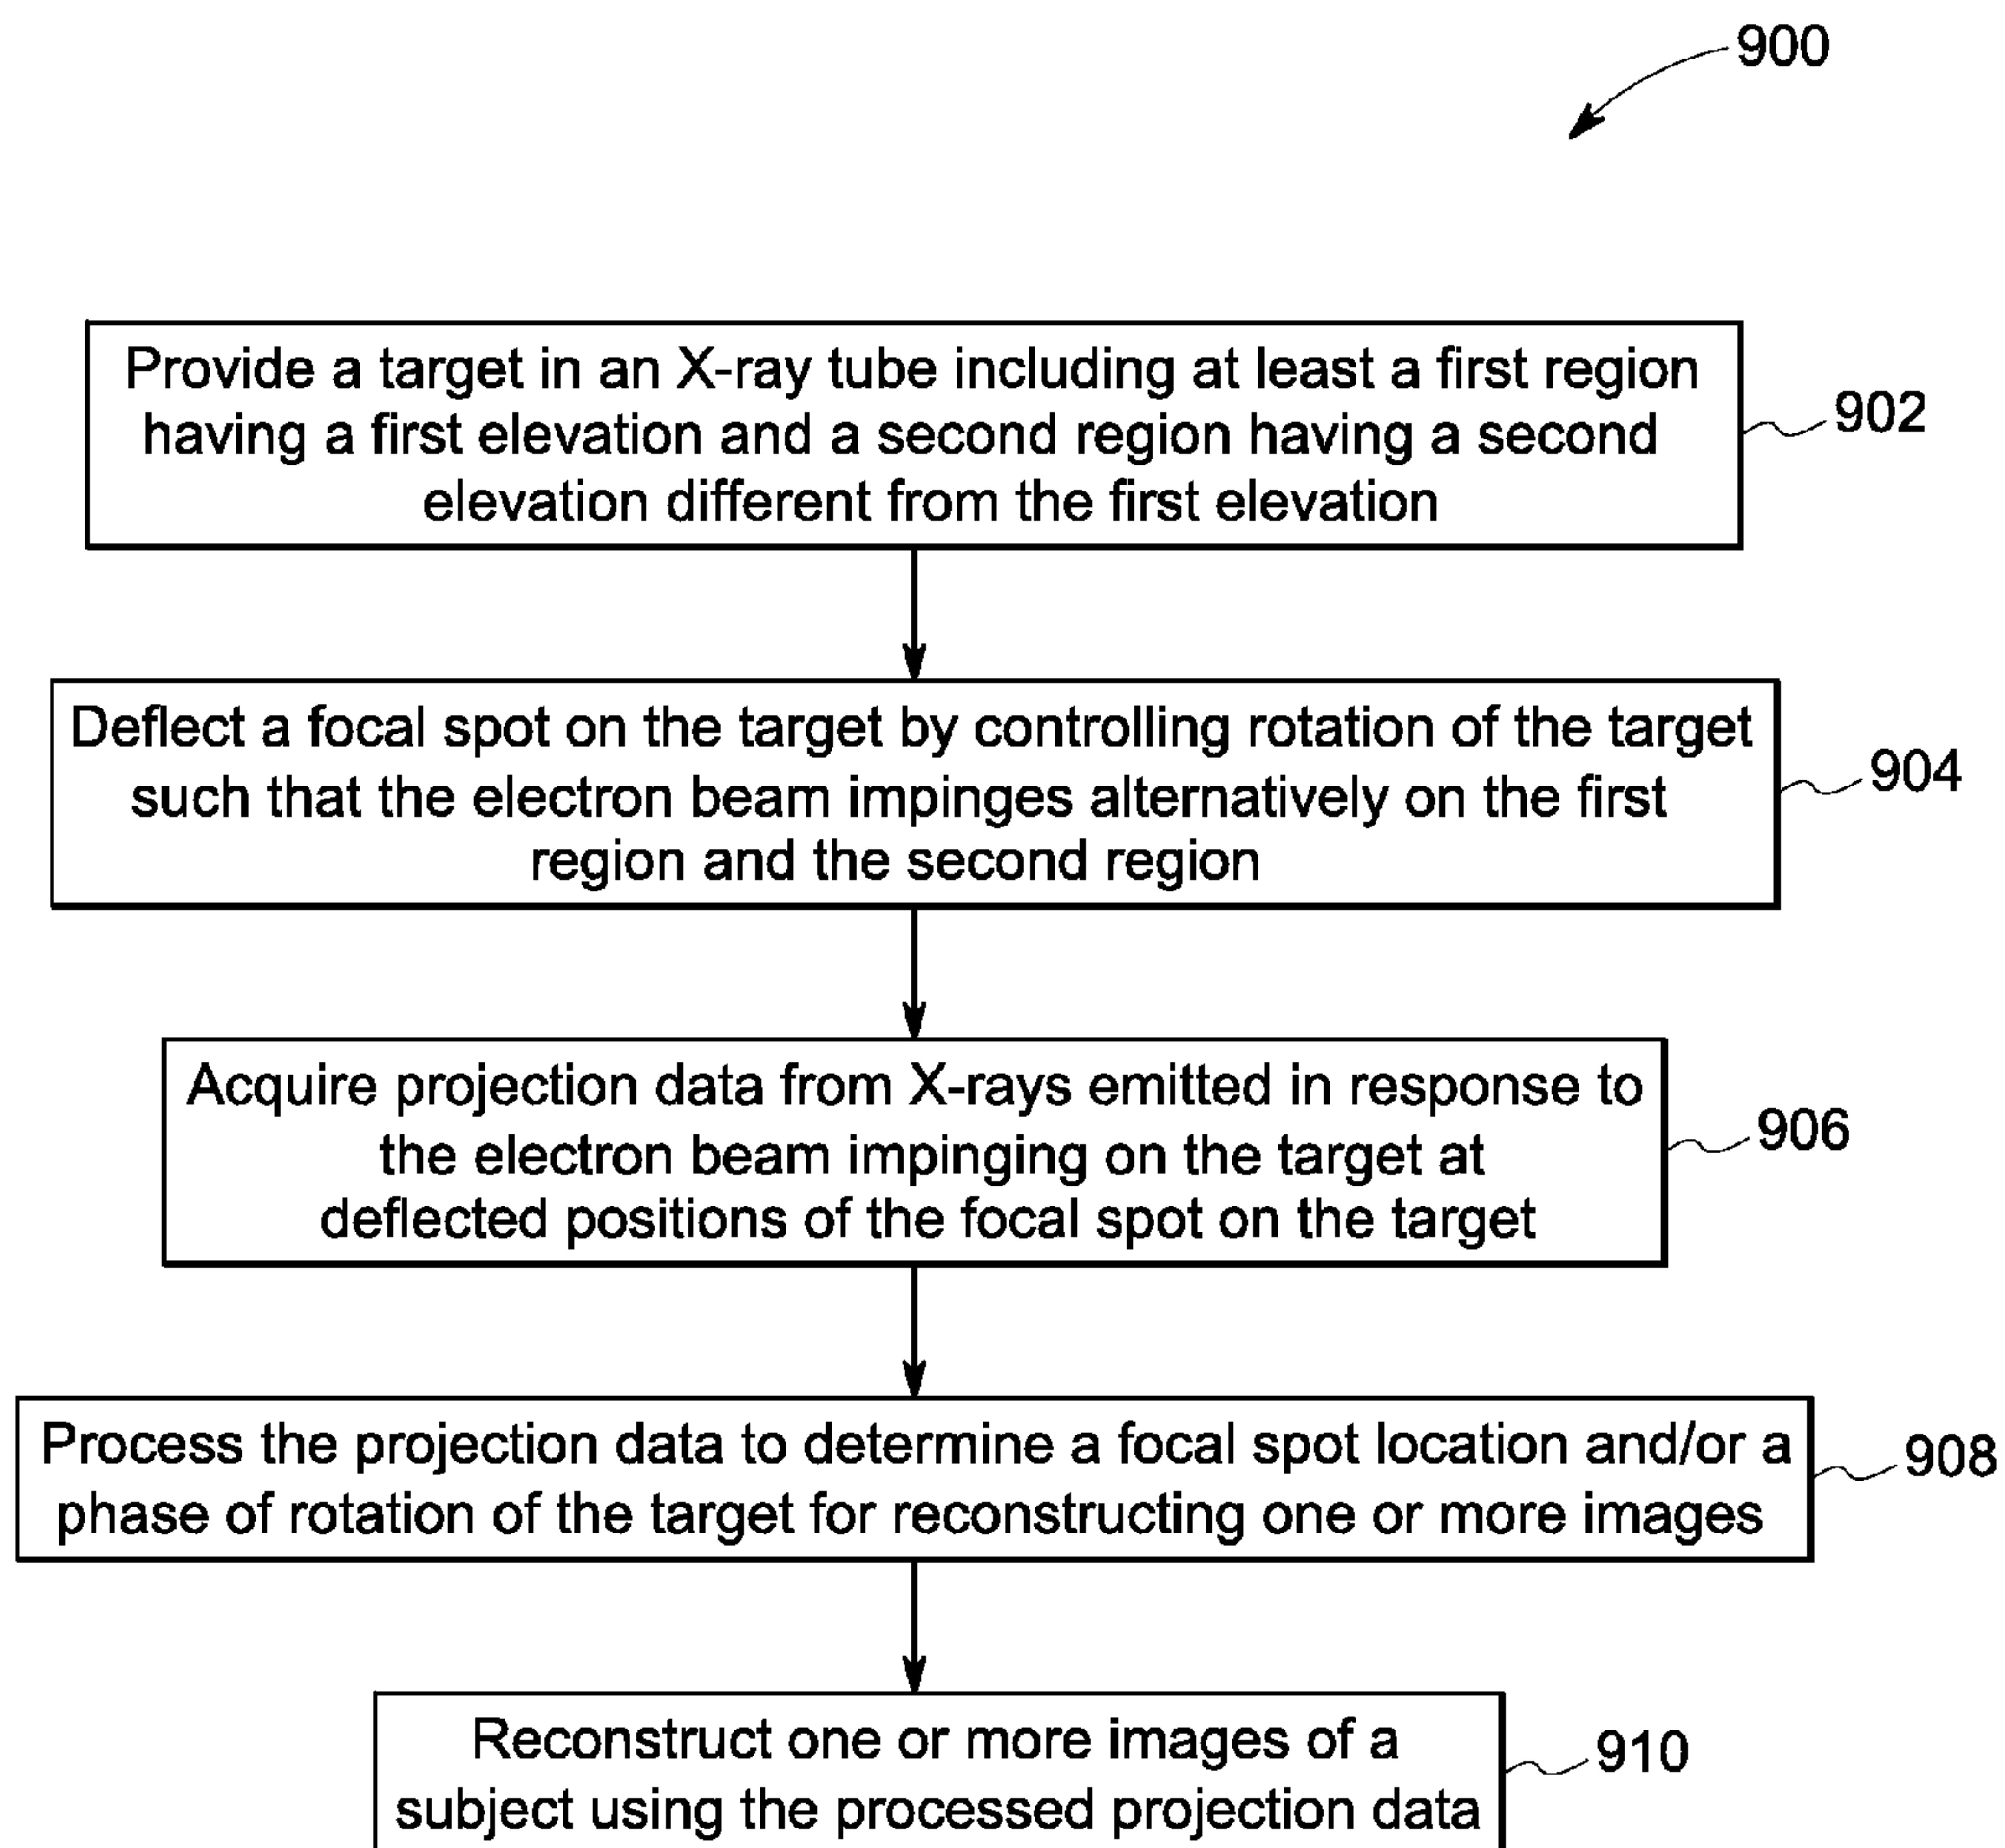 900
Provide a target in an X-ray tube including at least a first region
having a first elevation and a second region having a second
elevation different from the first elevation
902
Deflect a focal spot on the target by controlling rotation of the target
such that the electron beam impinges alternatively on the first
region and the second region
904
Acquire projection data from X-rays emitted in response to
the electron beam impinging on the target at
deflected positions of the focal spot on the target
906
Process the projection data to determine a focal spot location and/or a
phase of rotation of the target for reconstructing one or more images
908
Reconstruct one or more images of a
subject using the processed projection data
910